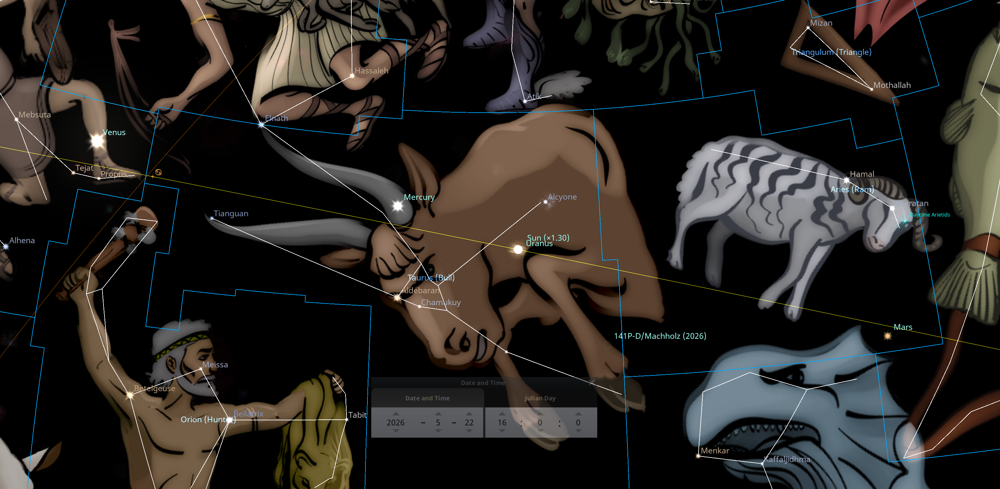 Mizan
Triangulum (Triangle)
Hassaleh
Mothallah
Atik
Mebsuta
Elnath
Venus
Tejat
Propus
♋
Hamal
Aries (Ram)
Mercury
Alcyone
Daytime Arietids
Tianguan
Alhena
Sun (×1.30)
Uranus
Taurus (Bull)
Aldebaran
Chamukuy
Mars
141P-D/Machholz (2026)
Meissa
Betelgeuse
Date and Time
Date and Time
Julian Day
Bellatrix
Orion (Hunter)
Tabit
2026 - 5 - 22
16 : 0 : 0
Menkar
Kaffaljidhma